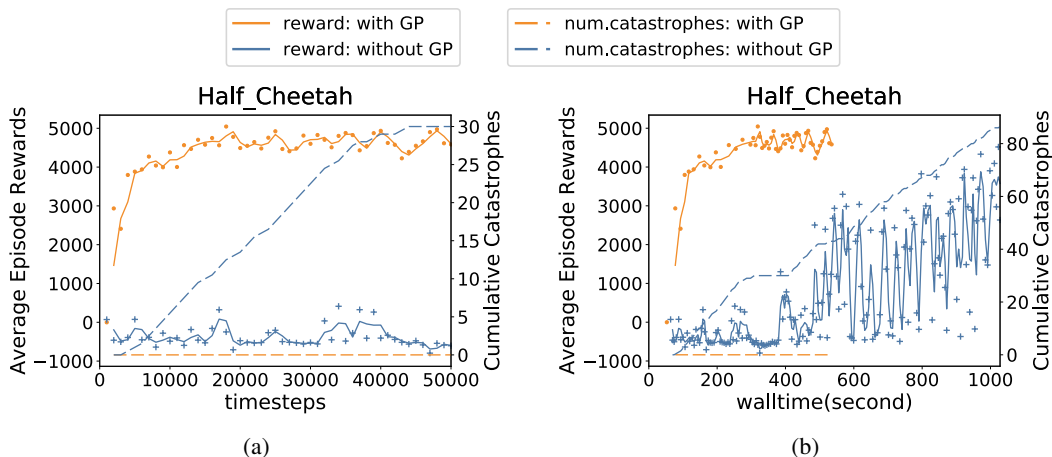 reward: with GP
reward: without GP
num.catastrophes: with GP
num.catastrophes: without GP
Half_Cheetah
Average Episode Rewards
5000
4000
3000
2000
1000
0
−1000
30
25
20
15
10
5
0
Cumulative Catastrophes
0 10000 20000 30000 40000 50000
timesteps
(a)
Half_Cheetah
Average Episode Rewards
5000
4000
3000
2000
1000
0
−1000
80
60
40
20
0
Cumulative Catastrophes
0 200 400 600 800 1000
walltime(second)
(b)